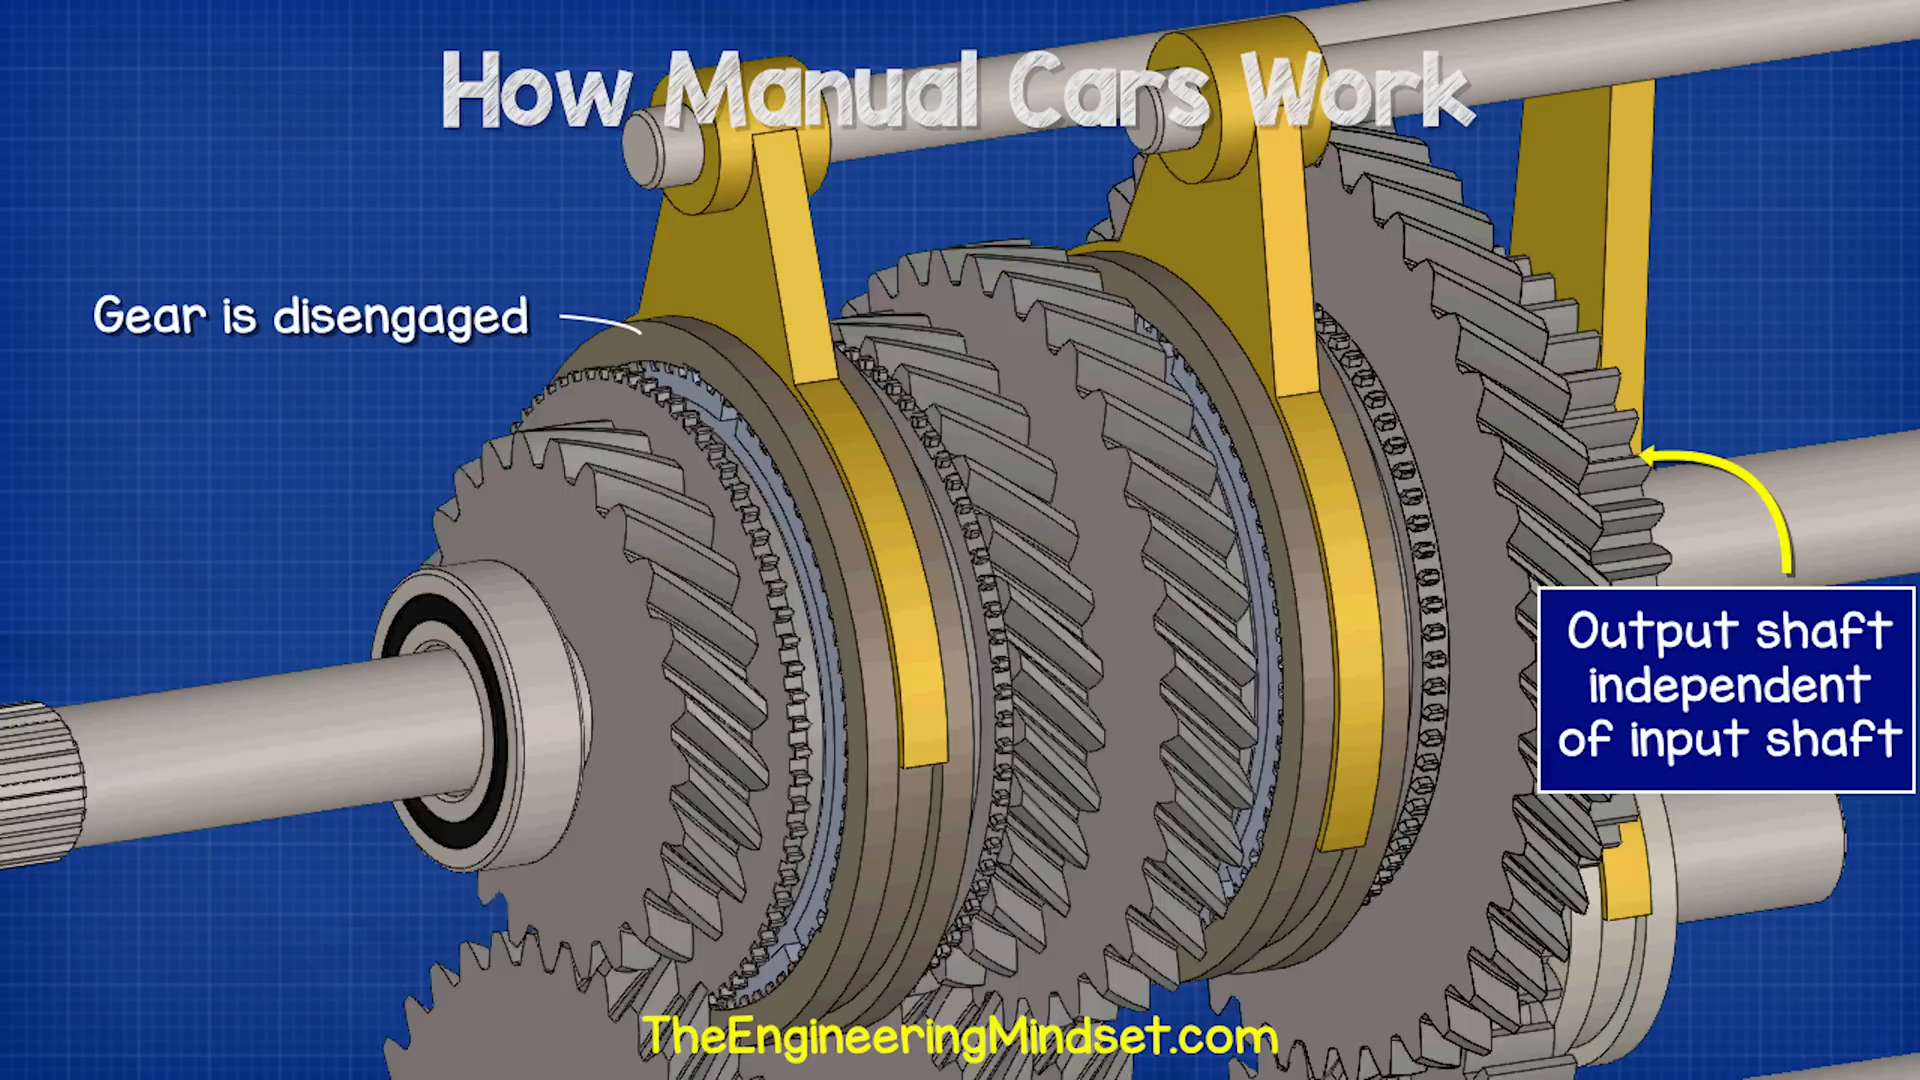 How Manual Cars Work
Gear is disengaged
Output shaft
independent
of input shaft
TheEngineeringMindset.com